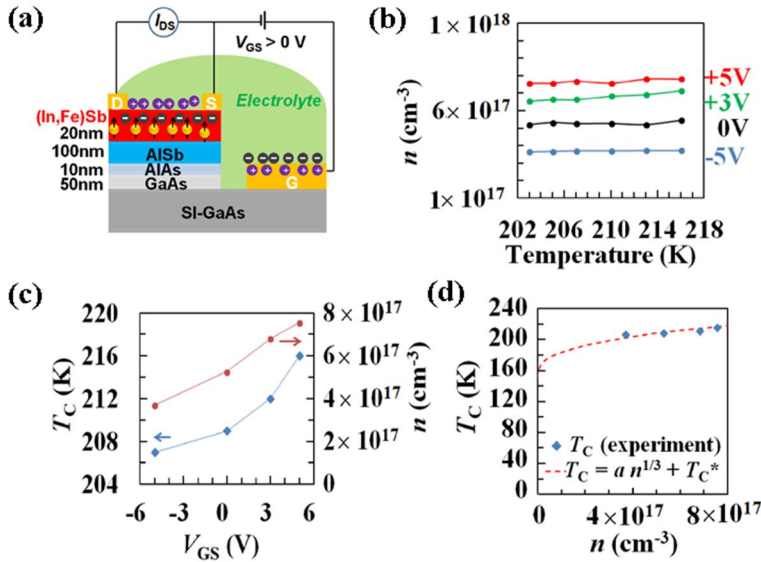 (a)
I_DS
V_GS > 0 V
Electrolyte
D
S
(In,Fe)Sb
20nm
100nm
AlSb
10nm
AlAs
50nm
GaAs
G
SI-GaAs
(b)
1× 10^18
6× 10^17
1× 10^17
n (cm^-3)
+5V
+3V
0V
-5V
202 206 210 214 218
Temperature (K)
(c)
220
216
212
207
204
T_C (K)
8× 10^17
6× 10^17
4× 10^17
2× 10^17
0
n (cm^-3)
-6 -3 0 3 6
V_GS (V)
(d)
240
200
160
120
80
40
0
T_C (K)
T_C (experiment)
T_C = a n^1/3 + T_C*
0 4×10^17 8×10^17
n (cm^-3)